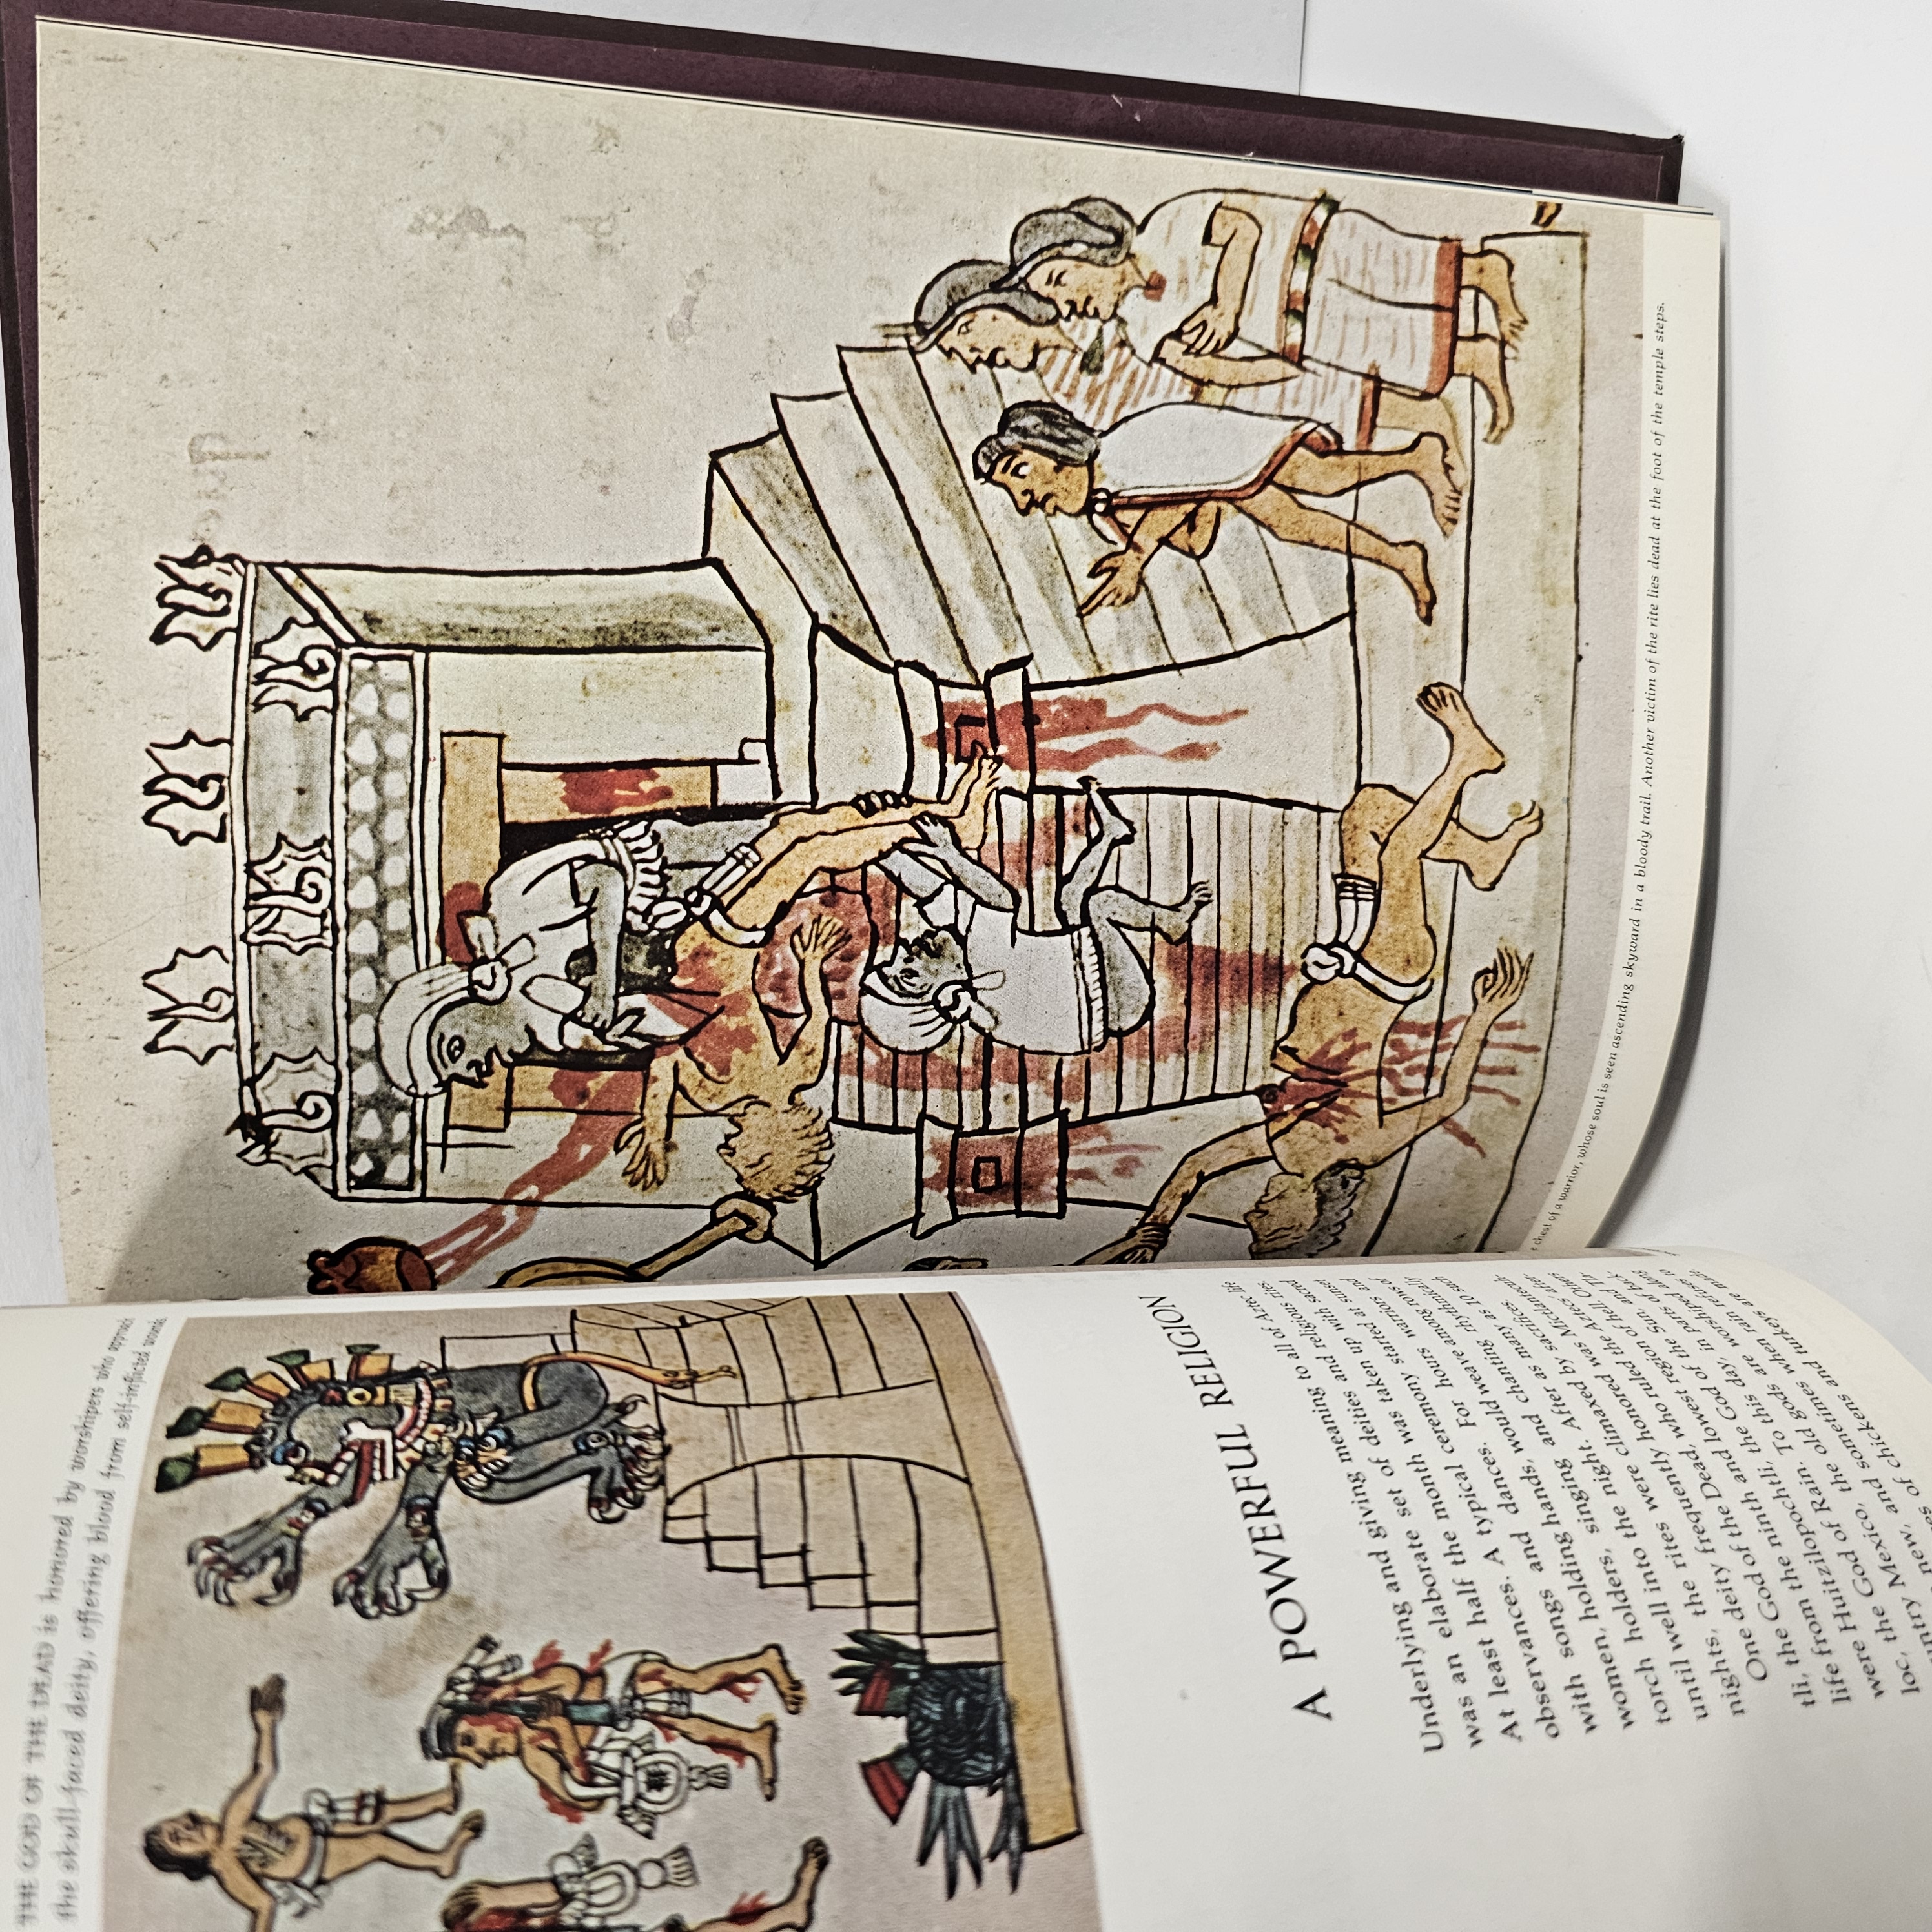 THE GOD OF THE DEAD is honored by worshipers who approach
the skull-faced deity, offering blood from self-inflicted wounds
A POWERFUL RELIGION
Underlying and giving meaning to all of Aztec life
was an elaborate set of deities and religious rites.
At least half the month was taken up with sacred
observances. A typical ceremony started at sunset
with songs and dances. For hours warriors and
women, holding hands, would weave among rows of
torch holders, singing and chanting rhythmically
until well into the night. After as many as 10 such
nights, the rites were climaxed by sacrifices.
One deity frequently honored was Mictlantecuh-
tli, the God of the Dead, who ruled the Aztecs' after-
life from the ninth and lowest region of hell. Others
were Huitzilopochtli, the God of the Sun, and Tla-
loc, the God of Rain. To this day, in parts of back-
untry Mexico, the old gods are worshiped along
new, and sometimes when rain refuses to
es of chickens and turkeys are made.
chest of a warrior, whose soul is seen ascending skyward in a bloody trail. Another victim of the rite lies dead at the foot of the temple steps.